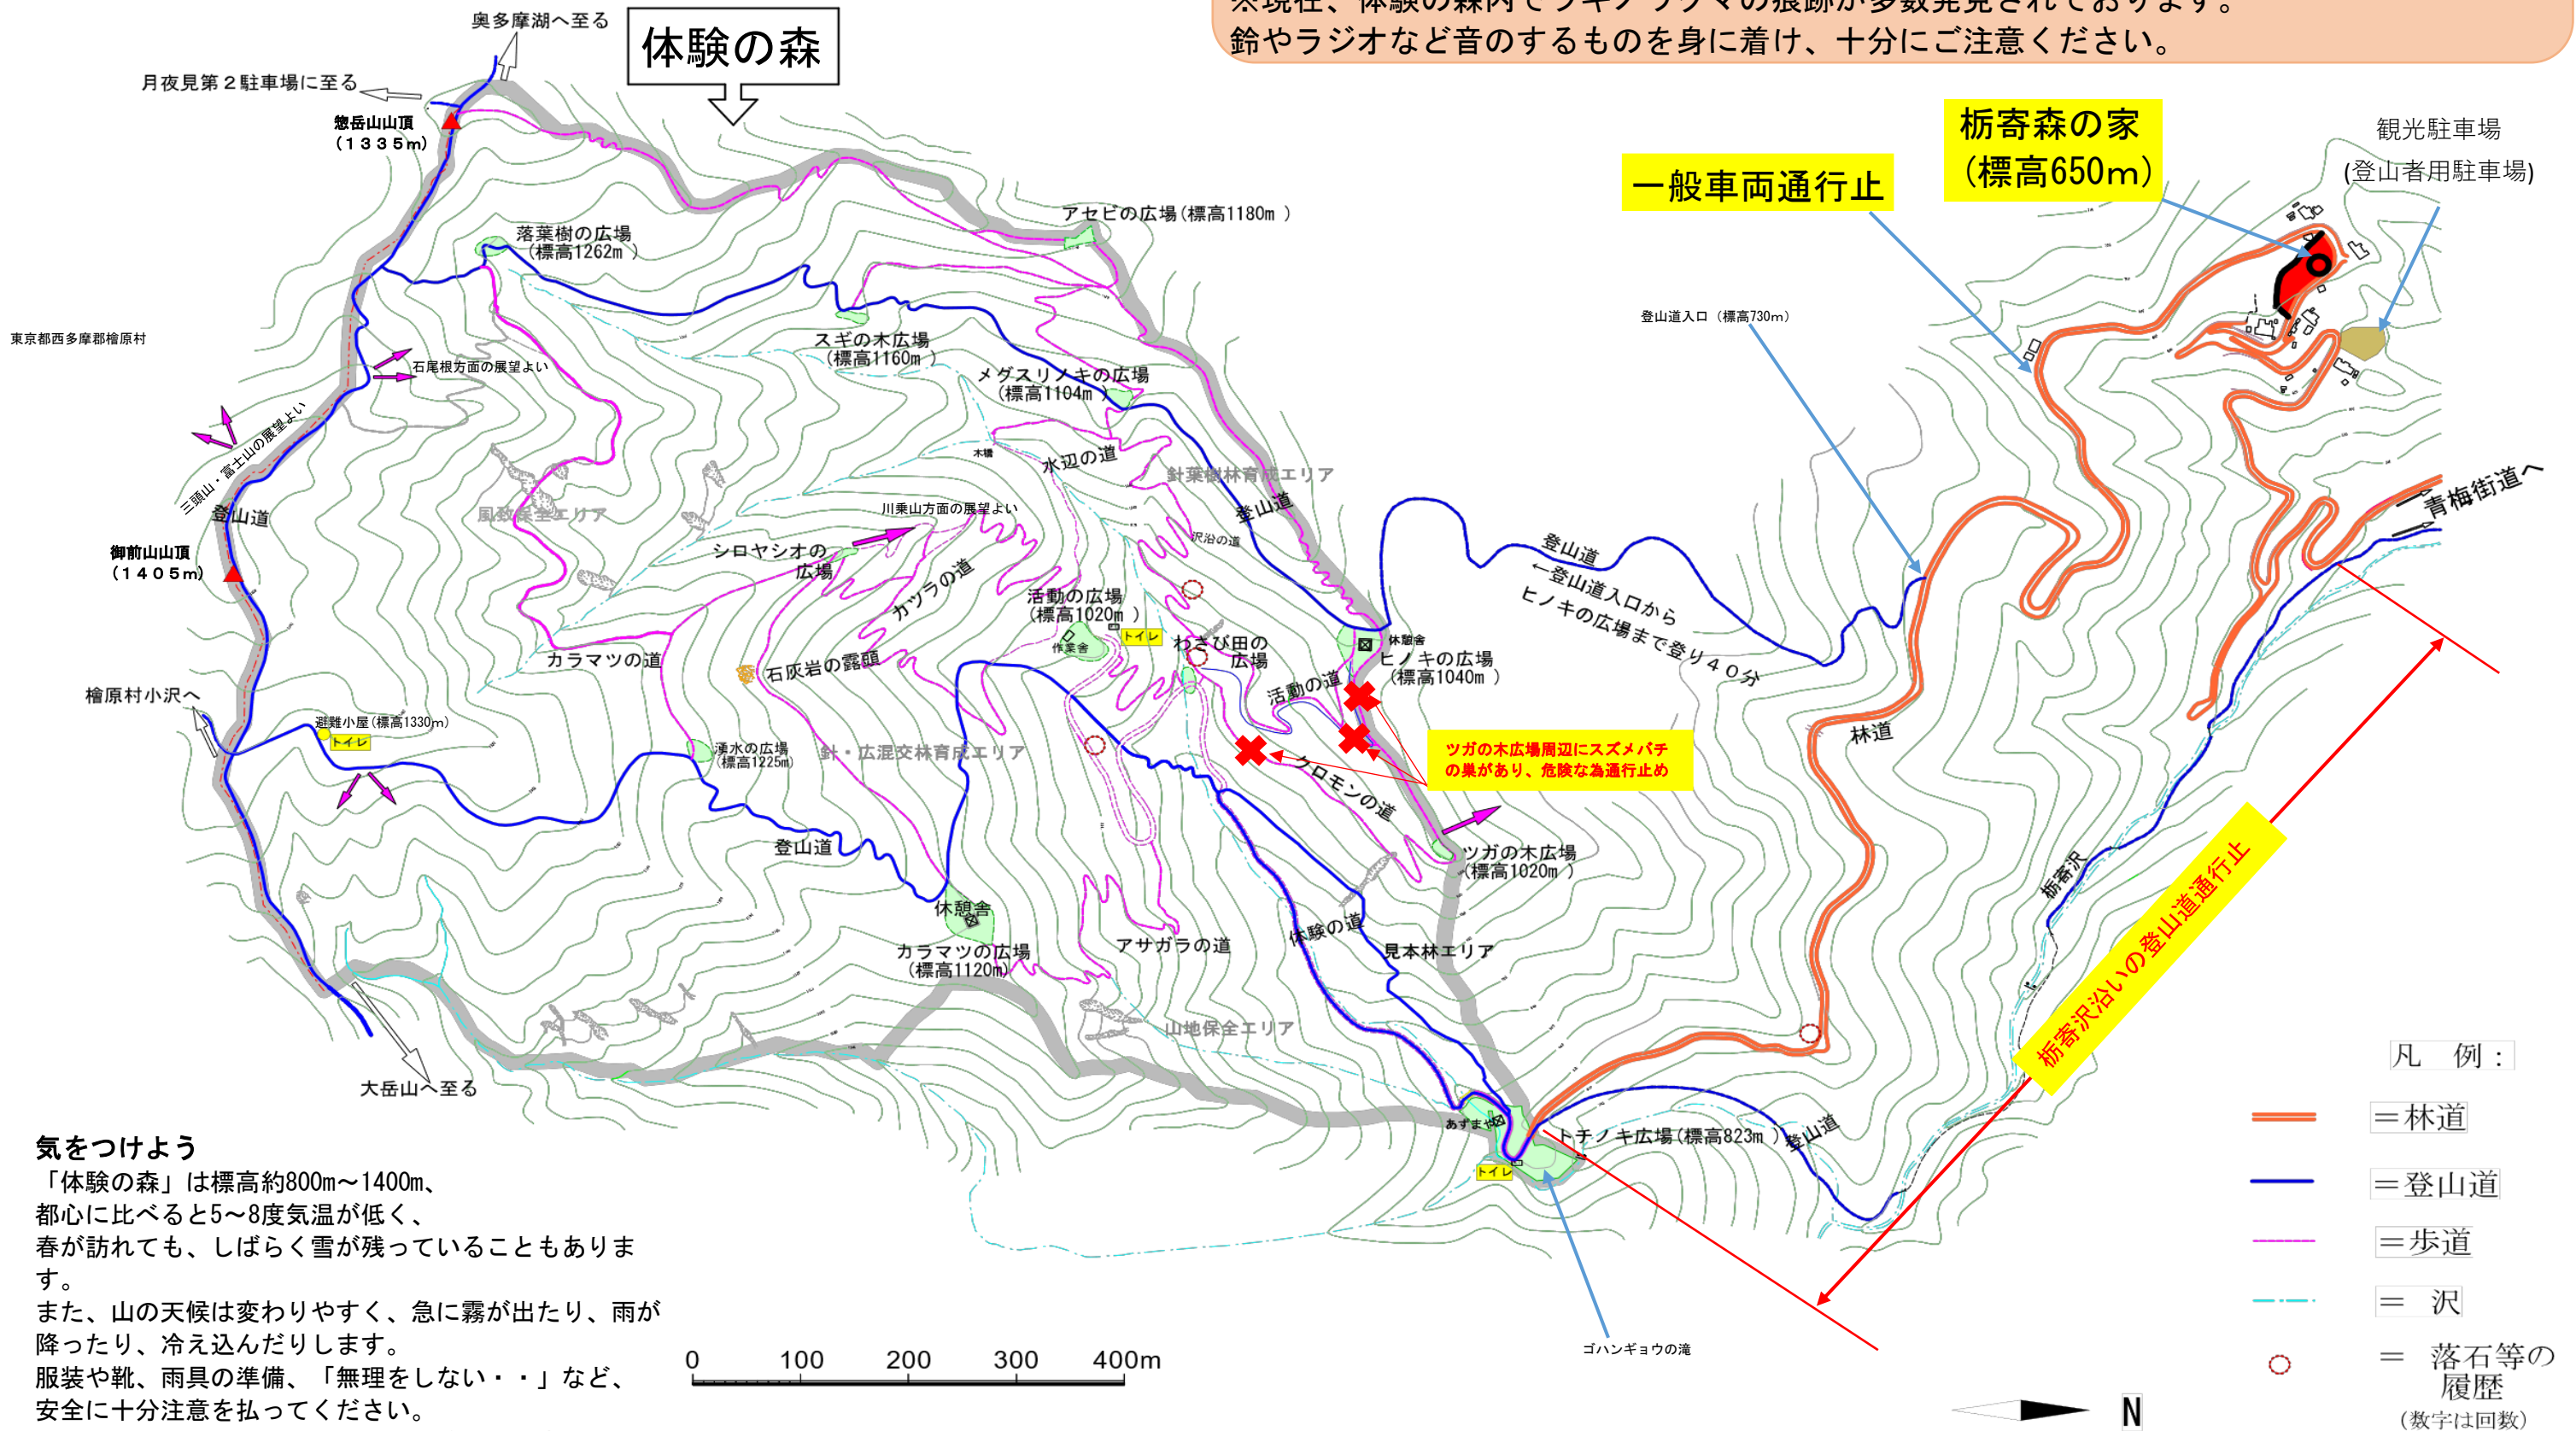 ※現在、体験の森内でツキノワグマの痕跡が多数発見されております。
鈴やラジオなど音のするものを身に着け、十分にご注意ください。
奥多摩湖へ至る
体験の森
月夜見第２駐車場に至る
惣岳山山頂
（１３３５ｍ）
栃寄森の家
（標高650ｍ）
観光駐車場
(登山者用駐車場)
一般車両通行止
アセビの広場(標高1180m )
落葉樹の広場
(標高1262m )
登山道入口（標高730ｍ）
東京都西多摩郡檜原村
スギの木広場
(標高1160m )
石尾根方面の展望よい
メグスリノキの広場
(標高1104m )
三頭山・富士山の展望よい
木橋
水辺の道
針葉樹林育成エリア
青梅街道へ
登山道
風致保全エリア
川乗山方面の展望よい
登山道
沢沿の道
登山道
御前山山頂
（１４０５ｍ）
シロヤシオの
広場
カツラの道
←登山道入口から
ヒノキの広場まで登り４０分
活動の広場
(標高1020m )
トイレ
作業舎
わさび田の
広場
休憩舎
ヒノキの広場
(標高1040m )
カラマツの道
石灰岩の露頭
活動の道
檜原村小沢へ
避難小屋(標高1330ｍ)
トイレ
湧水の広場
(標高1225m)
針・広混交林育成エリア
林道
ツガの木広場周辺にスズメバチ
の巣があり、危険な為通行止め
クロモンの道
登山道
ツガの木広場
(標高1020m )
栃寄沢
栃寄沢沿いの登山道通行止
休憩舎
カラマツの広場
(標高1120m)
アサガラの道
体験の道
見本林エリア
山地保全エリア
大岳山へ至る
あずまや
トチノキ広場(標高823m )
登山道
トイレ
ゴハンギョウの滝
気をつけよう
「体験の森」は標高約800m～1400m、
都心に比べると5～8度気温が低く、
春が訪れても、しばらく雪が残っていることもありま
す。
また、山の天候は変わりやすく、急に霧が出たり、雨が
降ったり、冷え込んだりします。
服装や靴、雨具の準備、「無理をしない・・」など、
安全に十分注意を払ってください。
0 100 200 300 400m
凡　例：
＝林道
＝登山道
＝歩道
＝ 沢
＝ 落石等の
履歴
（数字は回数）
N